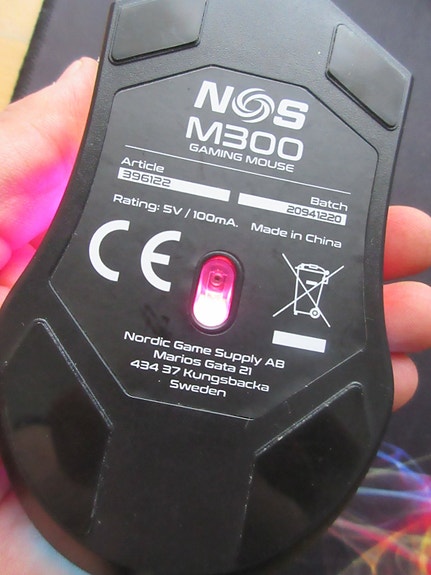 NOS
M300
GAMING MOUSE
Article
396122
Batch
20941220
Rating: 5V / 100mA.
Made in China
CE
Nordic Game Supply AB
Marios Gata 21
434 37 Kungsbacka
Sweden